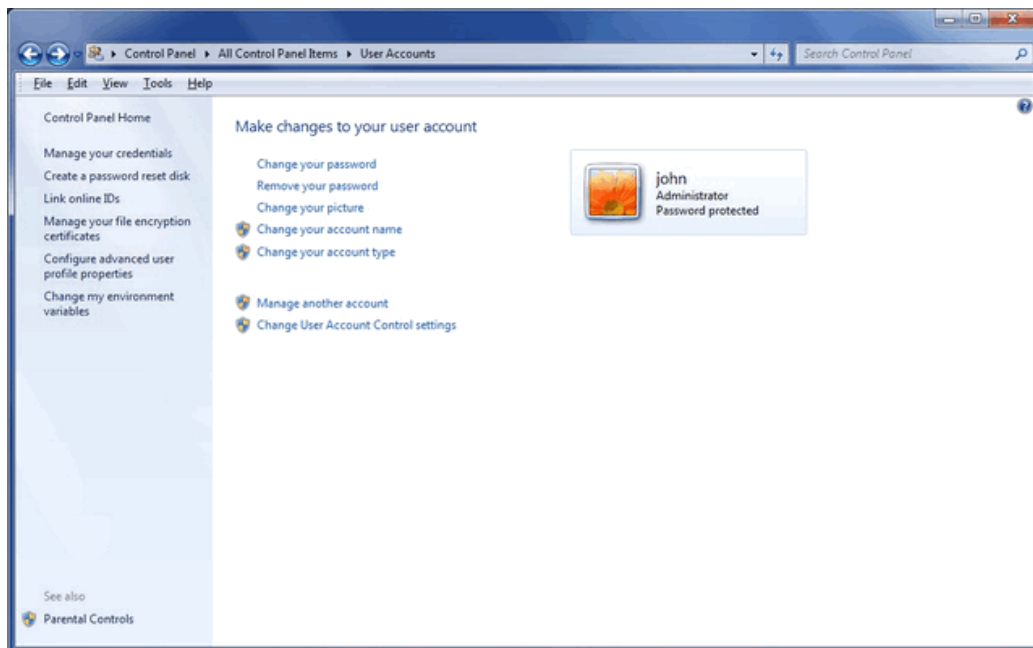 Control Panel ▸ All Control Panel Items ▸ User Accounts
Search Control Panel
File Edit View Tools Help
Control Panel Home
Manage your credentials
Create a password reset disk
Link online IDs
Manage your file encryption
certificates
Configure advanced user
profile properties
Change my environment
variables
See also
Parental Controls
Make changes to your user account
Change your password
Remove your password
Change your picture
Change your account name
Change your account type
Manage another account
Change User Account Control settings
john
Administrator
Password protected